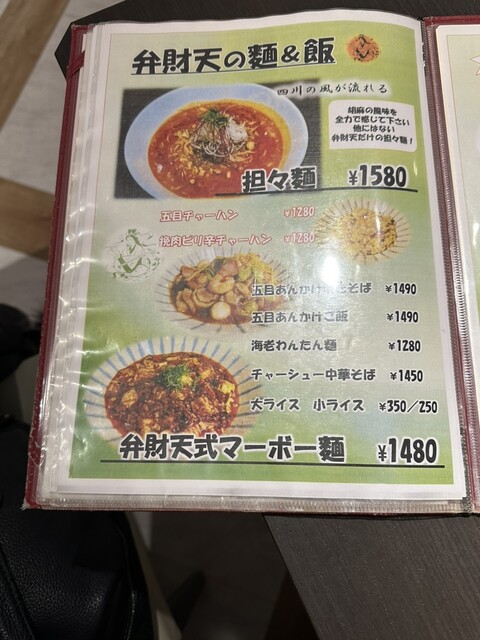 弁財天の麺&飯
四川の風が流れる
胡麻の風味を
全力で感じて下さい
他にはない
弁財天だけの担々麺!
担々麺 ¥1580
五目チャーハン ¥1280
挽肉ピリ辛チャーハン ¥1280
五目あんかけ そば ¥1490
五目あんかけご飯 ¥1490
海老わんたん麺 ¥1280
チャーシュー中華そば ¥1450
大ライス 小ライス ¥350/250
弁財天式マーボー麺 ¥1480